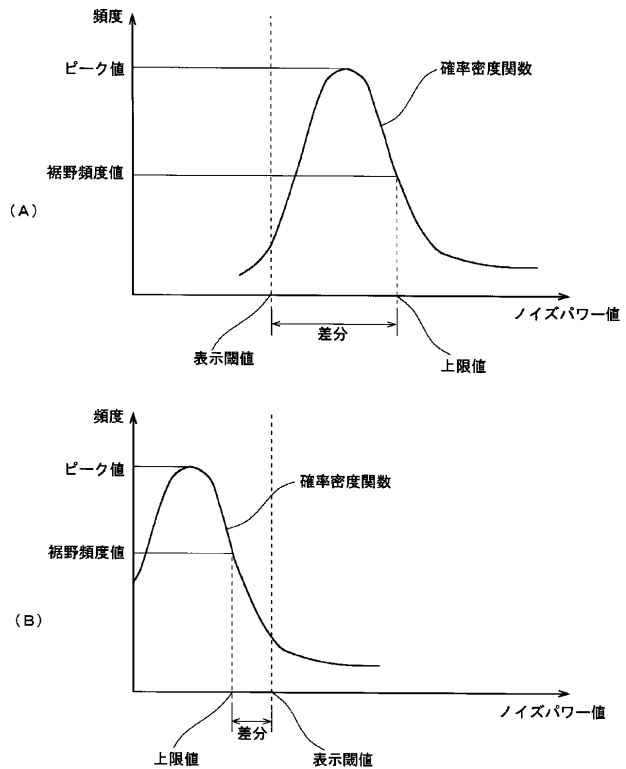 頻度
ピーク値
確率密度関数
裾野頻度値
(A)
ノイズパワー値
差分
表示閾値
上限値
頻度
ピーク値
確率密度関数
裾野頻度値
(B)
ノイズパワー値
差分
上限値
表示閾値